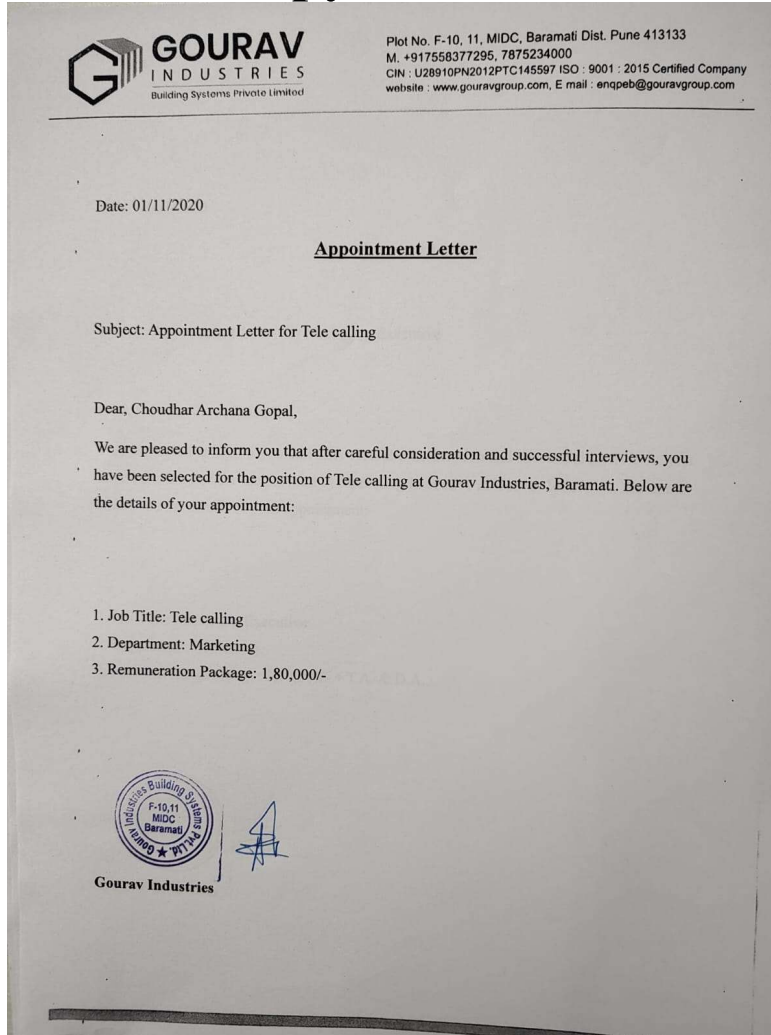 GOURAV
INDUSTRIES
Building Systems Private Limited
Plot No. F-10, 11, MIDC, Baramati Dist. Pune 413133
M. +917558377295, 7875234000
CIN : U28910PN2012PTC145597 ISO : 9001 : 2015 Certified Company
website : www.gouravgroup.com, E mail : enqpeb@gouravgroup.com
Date: 01/11/2020
Appointment Letter
Subject: Appointment Letter for Tele calling
Dear, Choudhar Archana Gopal,
We are pleased to inform you that after careful consideration and successful interviews, you
have been selected for the position of Tele calling at Gourav Industries, Baramati. Below are
the details of your appointment:
1. Job Title: Tele calling
2. Department: Marketing
3. Remuneration Package: 1,80,000/-
Gourav Industries Building Systems Pvt.Ltd. ★
F-10,11
MIDC
Baramati
Gourav Industries